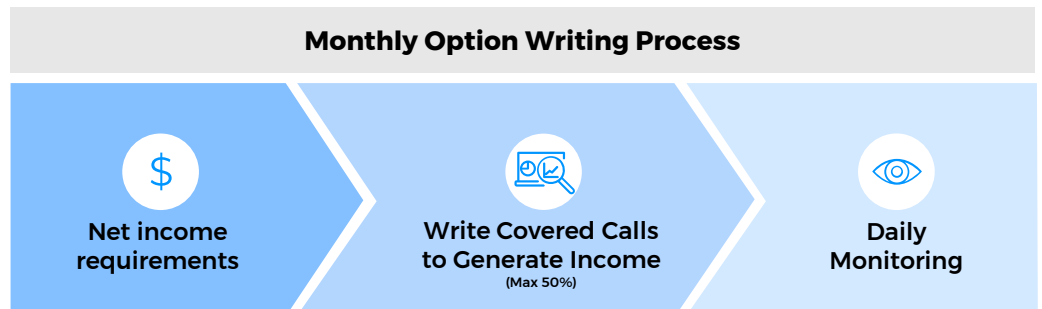 Monthly Option Writing Process
$
Net income
requirements
Write Covered Calls
to Generate Income
(Max 50%)
Daily
Monitoring